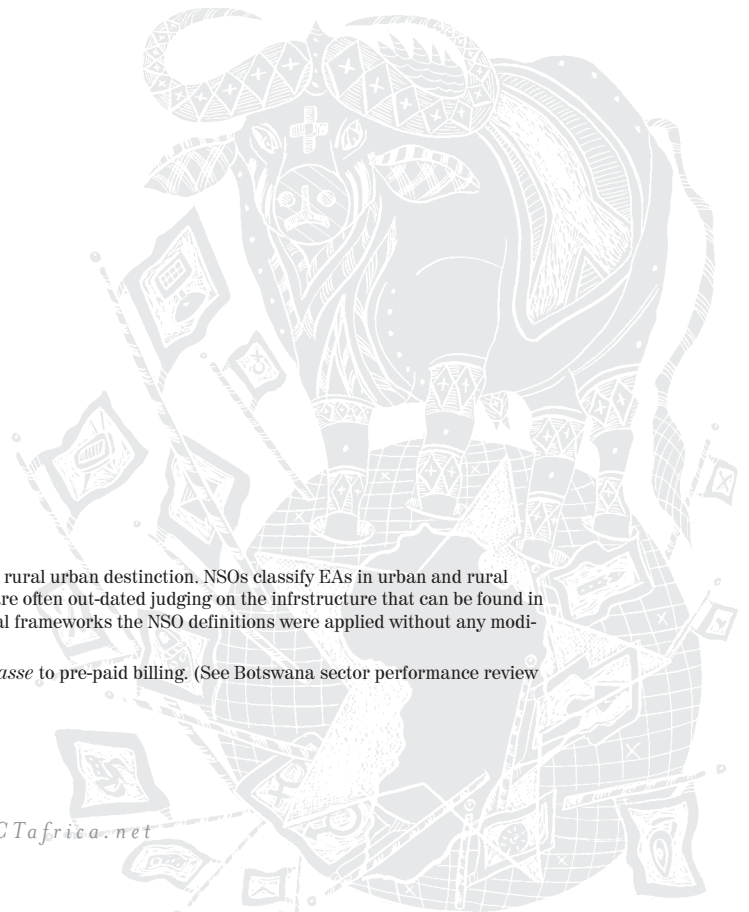 rural urban destinction. NSOs classify EAs in urban and rural
re often out-dated judging on the infrstructure that can be found in
al frameworks the NSO definitions were applied without any modi-
asse to pre-paid billing. (See Botswana sector performance review
CTafrica.net